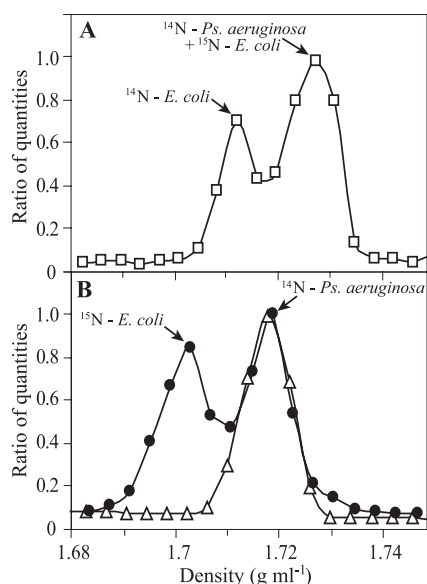 A
¹⁴N - Ps. aeruginosa
+ ¹⁵N - E. coli
¹⁴N - E. coli
Ratio of quantities
1.0
0.8
0.6
0.4
0.2
0
B
¹⁴N - Ps. aeruginosa
¹⁵N - E. coli
Ratio of quantities
1.0
0.8
0.6
0.4
0.2
0
1.68 1.70 1.72 1.74
Density (g ml⁻¹)